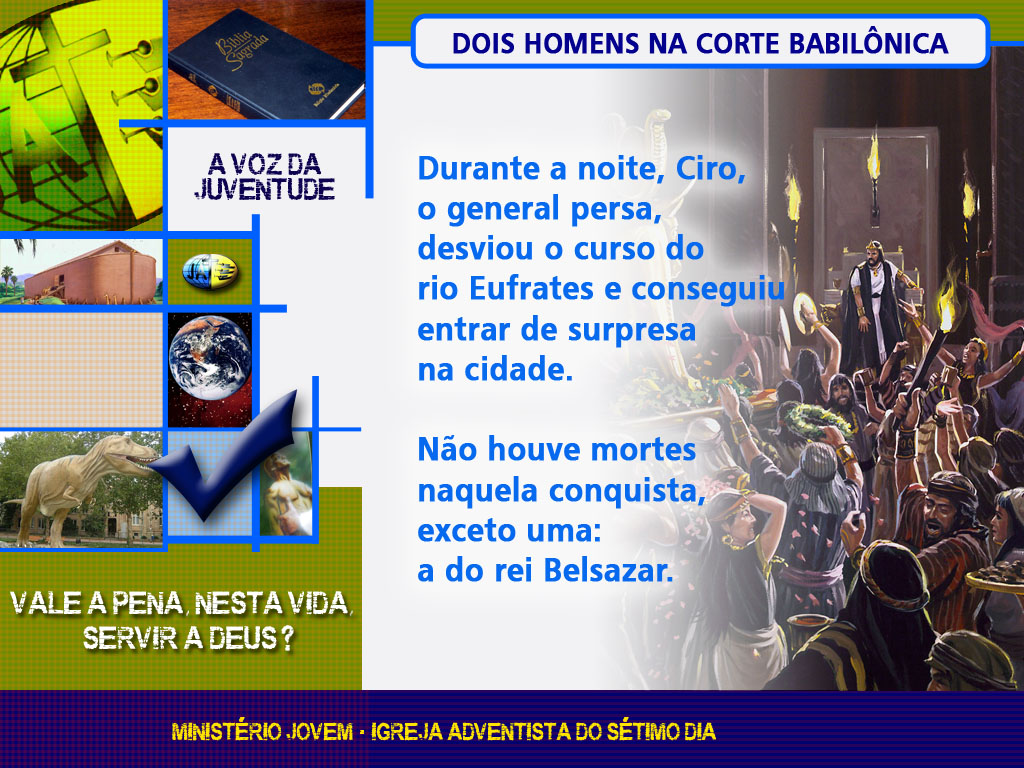 DOIS HOMENS NA CORTE BABILÔNICA
Bíblia
Sagrada
A VOZ DA
JUVENTUDE
Durante a noite, Ciro,
o general persa,
desviou o curso do
rio Eufrates e conseguiu
entrar de surpresa
na cidade.
Não houve mortes
naquela conquista,
exceto uma:
a do rei Belsazar.
VALE A PENA, NESTA VIDA,
SERVIR A DEUS?
MINISTÉRIO JOVEM - IGREJA ADVENTISTA DO SÉTIMO DIA